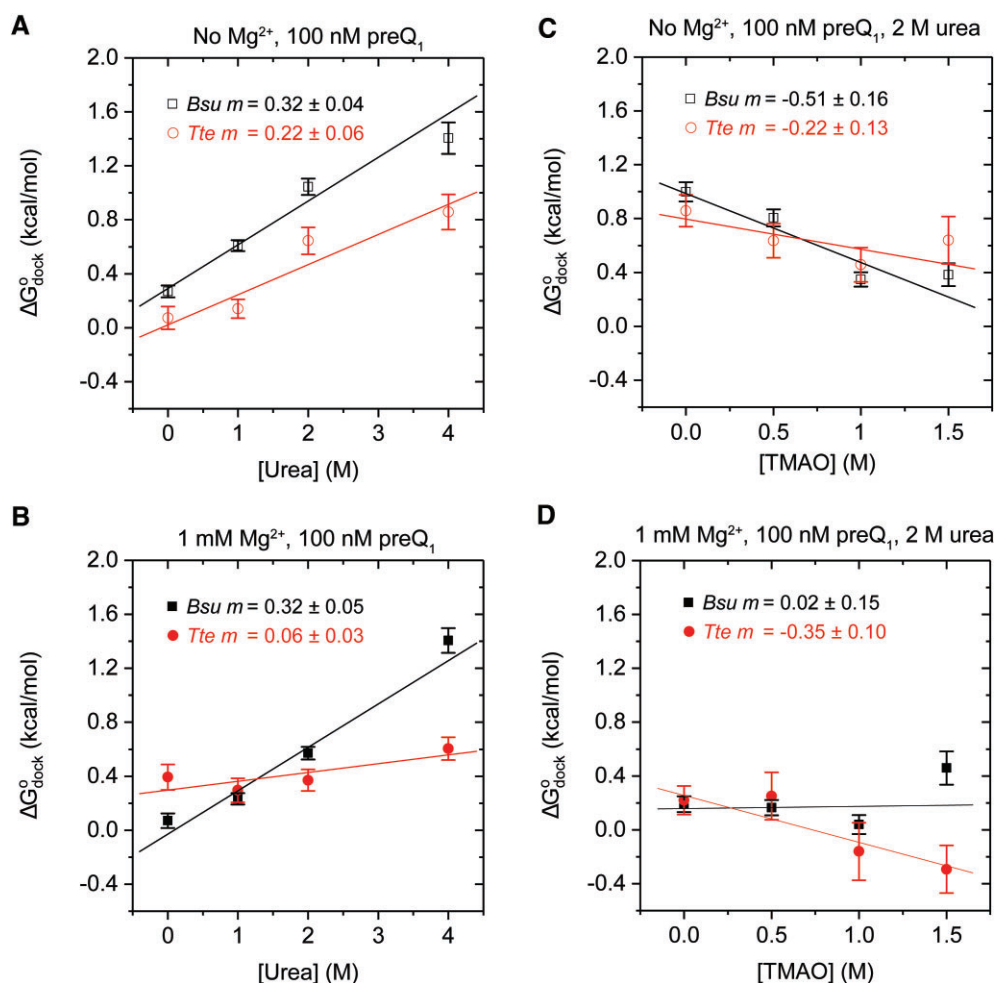 A
No Mg²⁺, 100 nM preQ₁
Bsu m = 0.32 ± 0.04
Tte m = 0.22 ± 0.06
ΔG°dock (kcal/mol)
2.0
1.6
1.2
0.8
0.4
0.0
-0.4
0 1 2 3 4
[Urea] (M)
B
1 mM Mg²⁺, 100 nM preQ₁
Bsu m = 0.32 ± 0.05
Tte m = 0.06 ± 0.03
ΔG°dock (kcal/mol)
2.0
1.6
1.2
0.8
0.4
0.0
-0.4
0 1 2 3 4
[Urea] (M)
C
No Mg²⁺, 100 nM preQ₁, 2 M urea
Bsu m = -0.51 ± 0.16
Tte m = -0.22 ± 0.13
ΔG°dock (kcal/mol)
2.0
1.6
1.2
0.8
0.4
0.0
-0.4
0.0 0.5 1.0 1.5
[TMAO] (M)
D
1 mM Mg²⁺, 100 nM preQ₁, 2 M urea
Bsu m = 0.02 ± 0.15
Tte m = -0.35 ± 0.10
ΔG°dock (kcal/mol)
2.0
1.6
1.2
0.8
0.4
0.0
-0.4
0.0 0.5 1.0 1.5
[TMAO] (M)